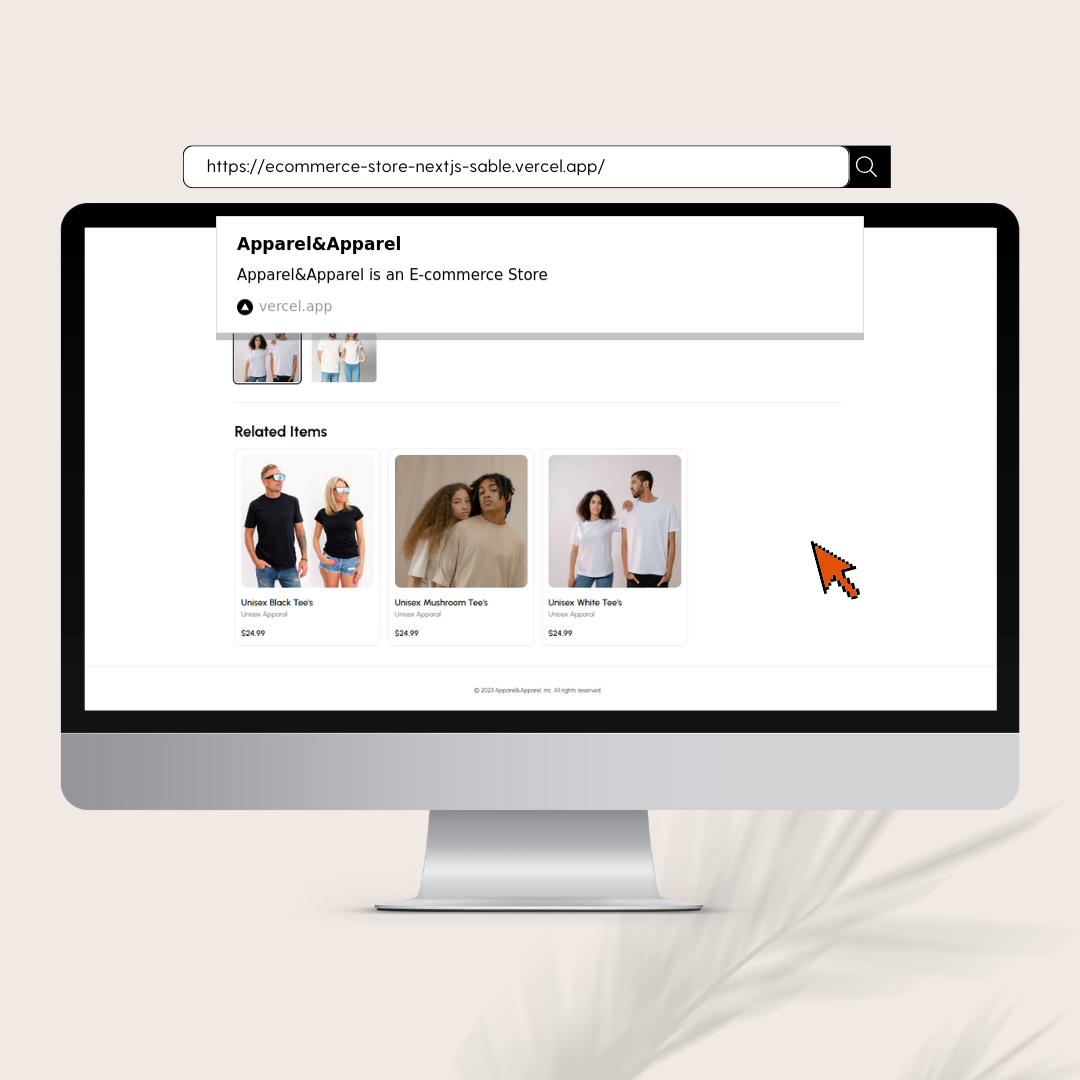 https://ecommerce-store-nextjs-sable.vercel.app/
Apparel&Apparel
Apparel&Apparel is an E-commerce Store
vercel.app
Related Items
Unisex Black Tee's
Unisex Apparal
$24.99
Unisex Mushroom Tee's
Unisex Apparal
$24.99
Unisex White Tee's
Unisex Apparal
$24.99
© 2023 Apparel&Apparel, Inc. All rights reserved.